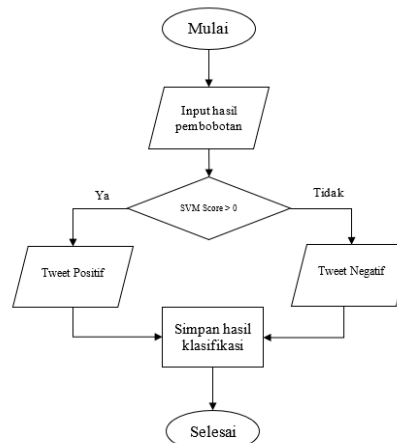 Mulai
Input hasil
pembobotan
Ya
SVM Score > 0
Tidak
Tweet Positif
Tweet Negatif
Simpan hasil
klasifikasi
Selesai